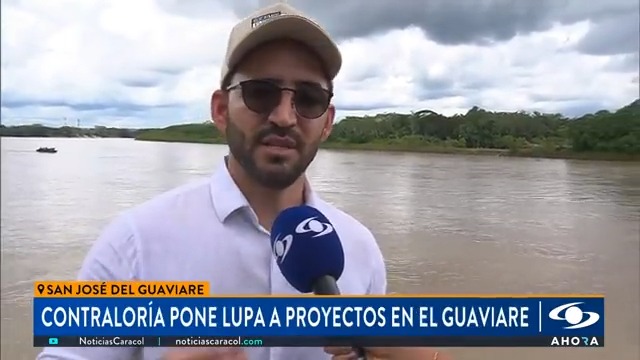 SAN JOSÉ DEL GUAVIARE
CONTRALORÍA PONE LUPA A PROYECTOS EN EL GUAVIARE
AHORA
NoticiasCaracol noticiascaracol.com